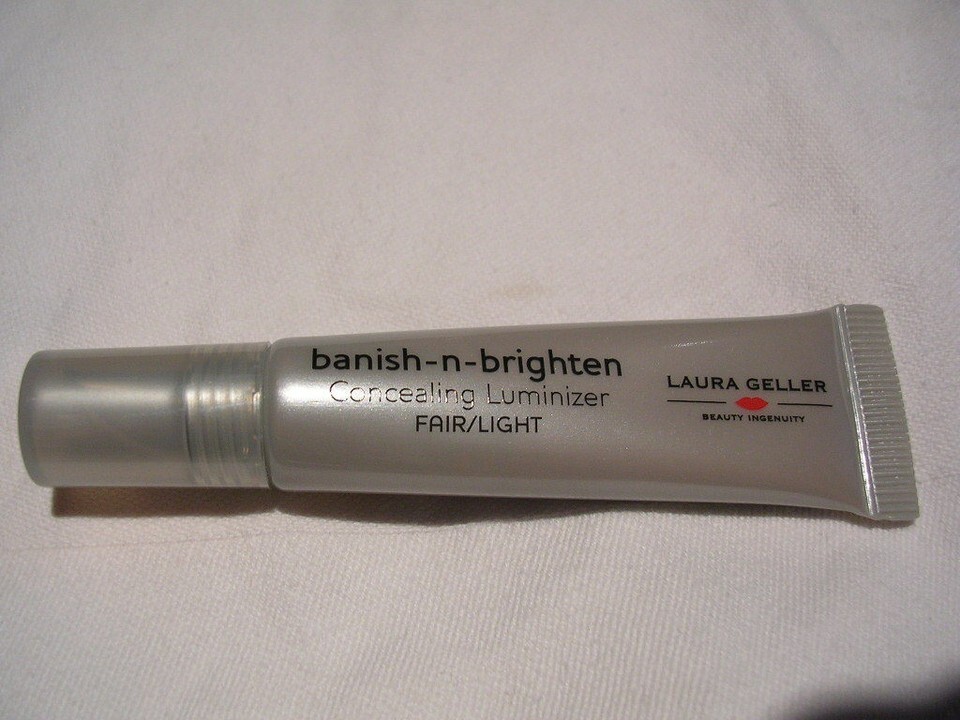 banish-n-brighten
Concealing Luminizer
FAIR/LIGHT
LAURA GELLER
BEAUTY INGENUITY